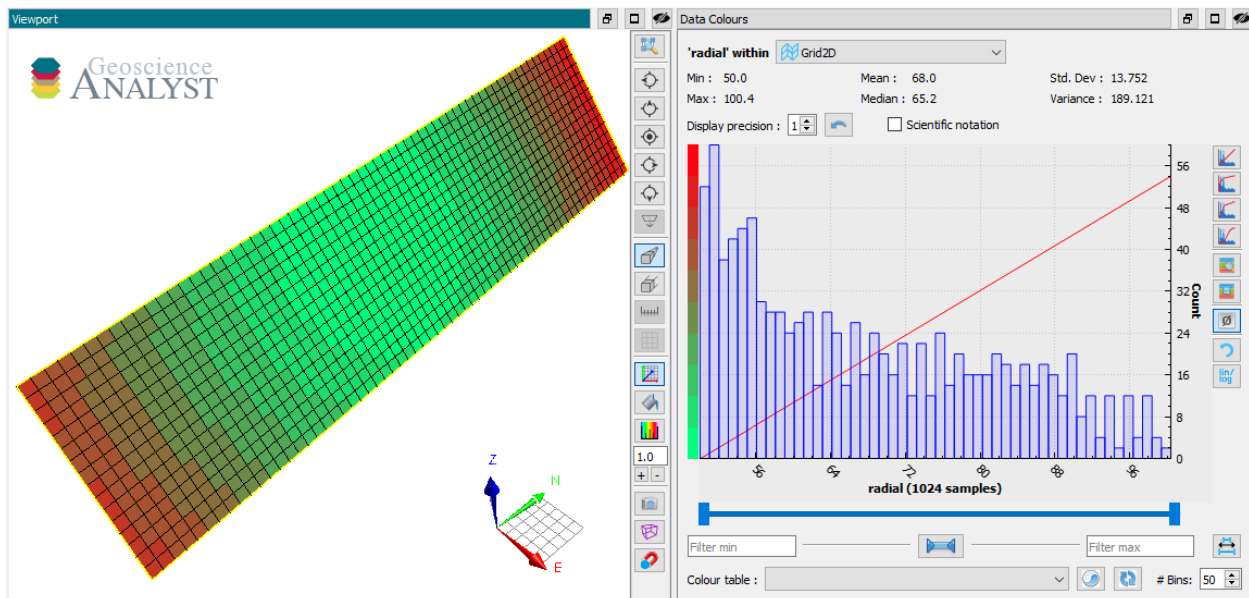 Viewport
Geoscience
ANALYST
1.0
+ -
Z
N
E
Data Colours
'radial' within Grid2D
Min : 50.0 Mean : 68.0 Std. Dev : 13.752
Max : 100.4 Median : 65.2 Variance : 189.121
Display precision : 1 Scientific notation
56
48
40
32
24
16
8
0
Count
56 64 72 80 88 96
radial (1024 samples)
lin/
log
Filter min Filter max
Colour table : # Bins: 50